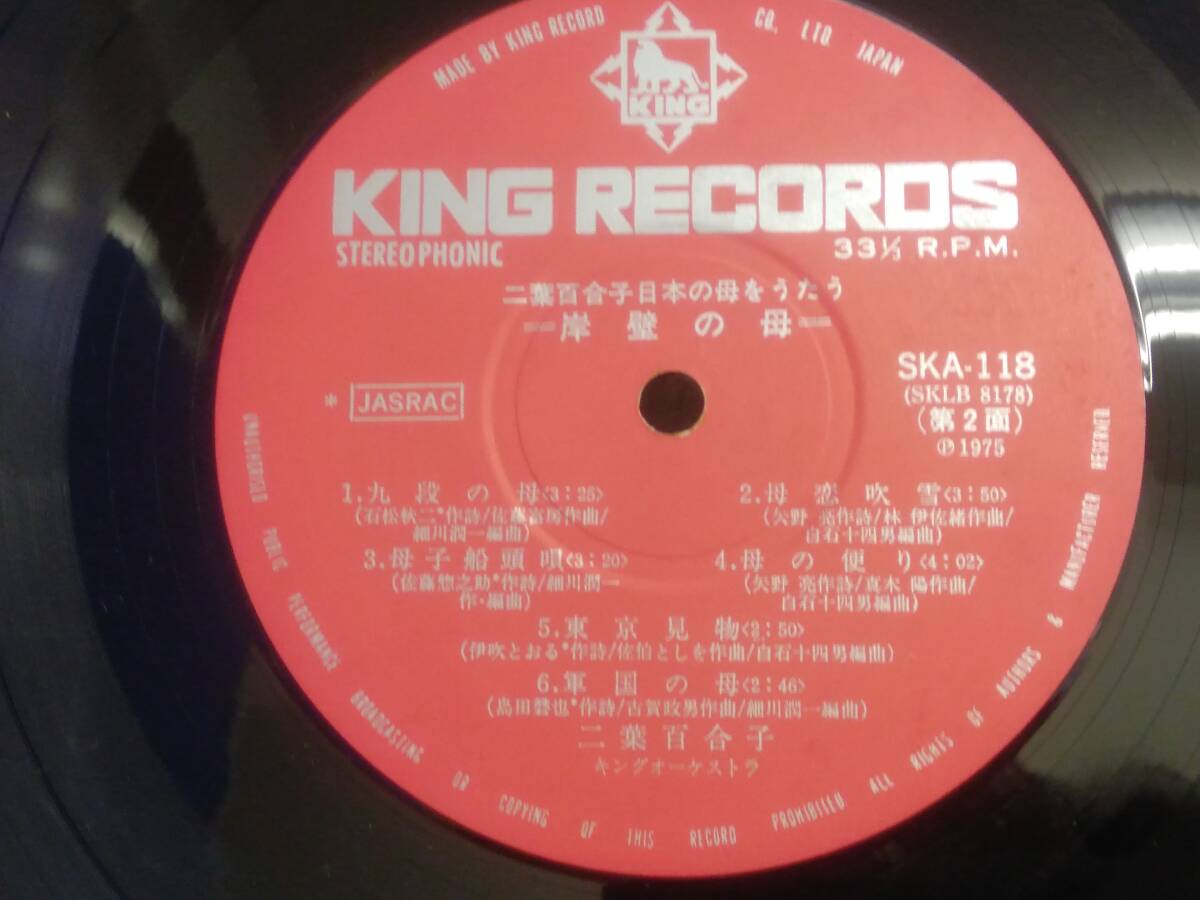 MADE BY KING RECORD CO., LTD. JAPAN
KING
KING RECORDS
STEREOPHONIC
33⅓ R.P.M.
二葉百合子日本の母をうたう
=岸壁の母=
SKA-118
(SKLB 8178)
(第2面)
℗1975
* JASRAC
1.九段の母<3:25>
(石松秋二*作詩/佐藤富房作曲/
細川潤一編曲)
2.母恋吹雪<3:50>
(矢野 亮作詩/林 伊佐緒作曲/
白石十四男編曲)
3.母子船頭唄<3:20>
(佐藤惣之助*作詩/細川潤一
作・編曲)
4.母の便り<4:02>
(矢野 亮作詩/真木 陽作曲/
白石十四男編曲)
5.東京見物<2:50>
(伊吹とおる*作詩/佐伯としを作曲/白石十四男編曲)
6.軍国の母<2:46>
(島田磬也*作詩/古賀政男作曲/細川潤一編曲)
二葉百合子
キングオーケストラ
UNAUTHORISED PUBLIC PERFORMANCE BROADCASTING OR COPYING OF THIS RECORD PROHIBITED ALL RIGHTS OF AUTHORS & MANUFACTURER RESERVED